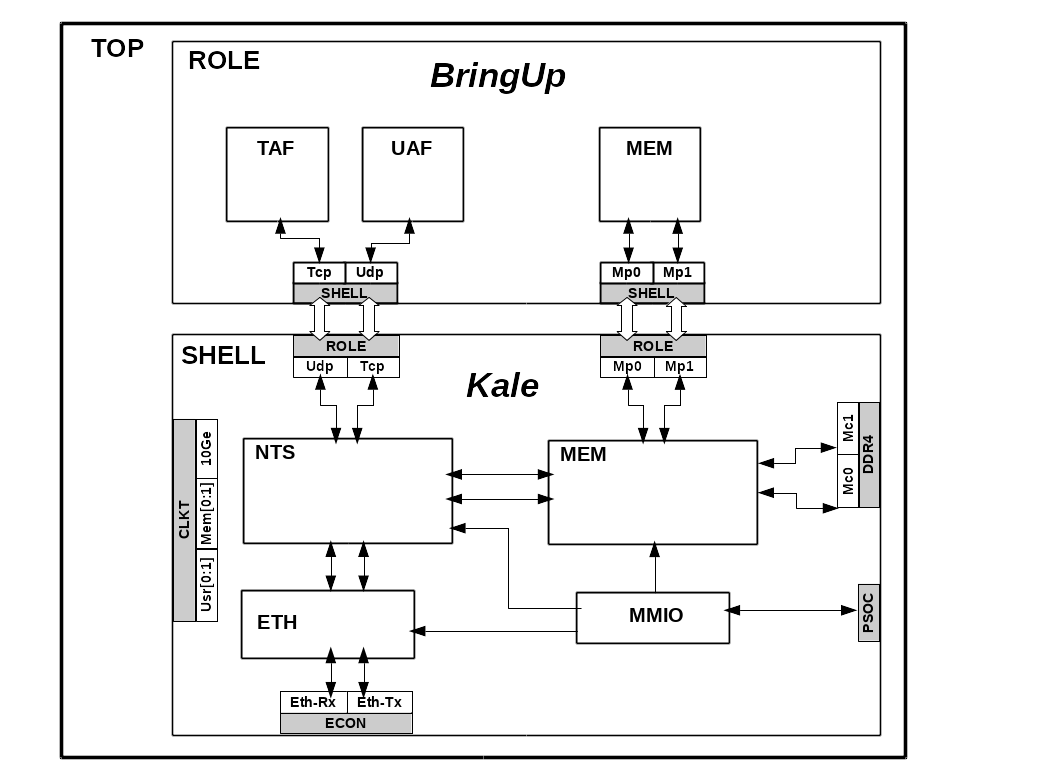 TOP
ROLE
BringUp
TAF
UAF
MEM
Tcp
Udp
SHELL
Mp0
Mp1
SHELL
SHELL
ROLE
Udp
Tcp
ROLE
Mp0
Mp1
Kale
NTS
MEM
CLKT
10Ge
Mem[0:1]
Usr[0:1]
Mc1
Mc0
DDR4
ETH
MMIO
PSOC
Eth-Rx
Eth-Tx
ECON